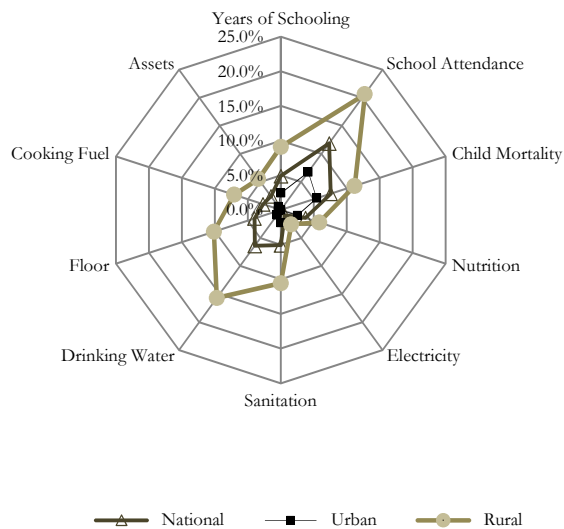 Years of Schooling
25.0%
20.0%
15.0%
10.0%
5.0%
0.0%
School Attendance
Child Mortality
Nutrition
Electricity
Sanitation
Drinking Water
Floor
Cooking Fuel
Assets
National
Urban
Rural